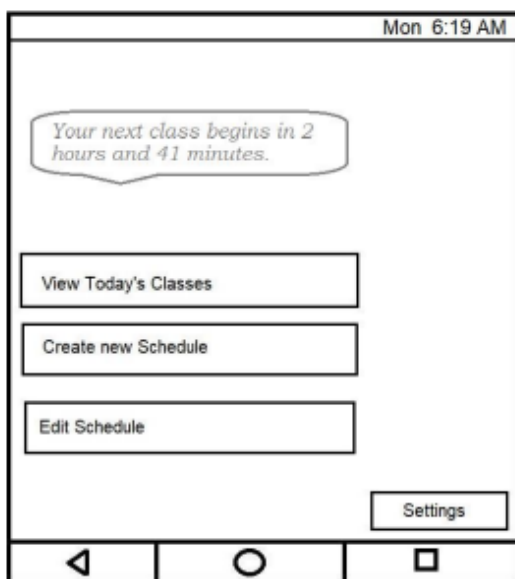 Mon 6:19 AM
Your next class begins in 2
hours and 41 minutes.
View Today's Classes
Create new Schedule
Edit Schedule
Settings